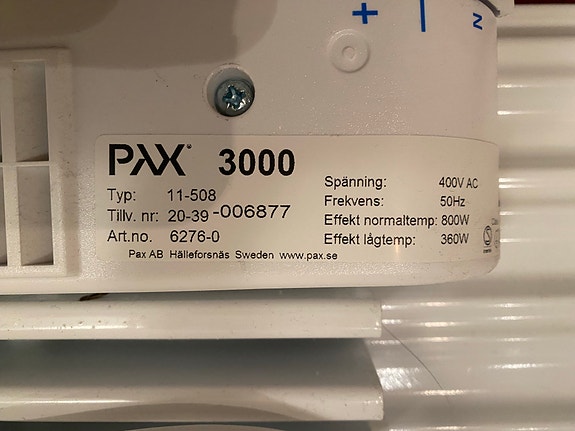 + | N
PAX® 3000
Typ: 11-508
Tillv. nr: 20-39-006877
Art.no. 6276-0
Spänning: 400V AC
Frekvens: 50Hz
Effekt normaltemp: 800W
Effekt lågtemp: 360W
Pax AB Hälleforsnäs Sweden www.pax.se